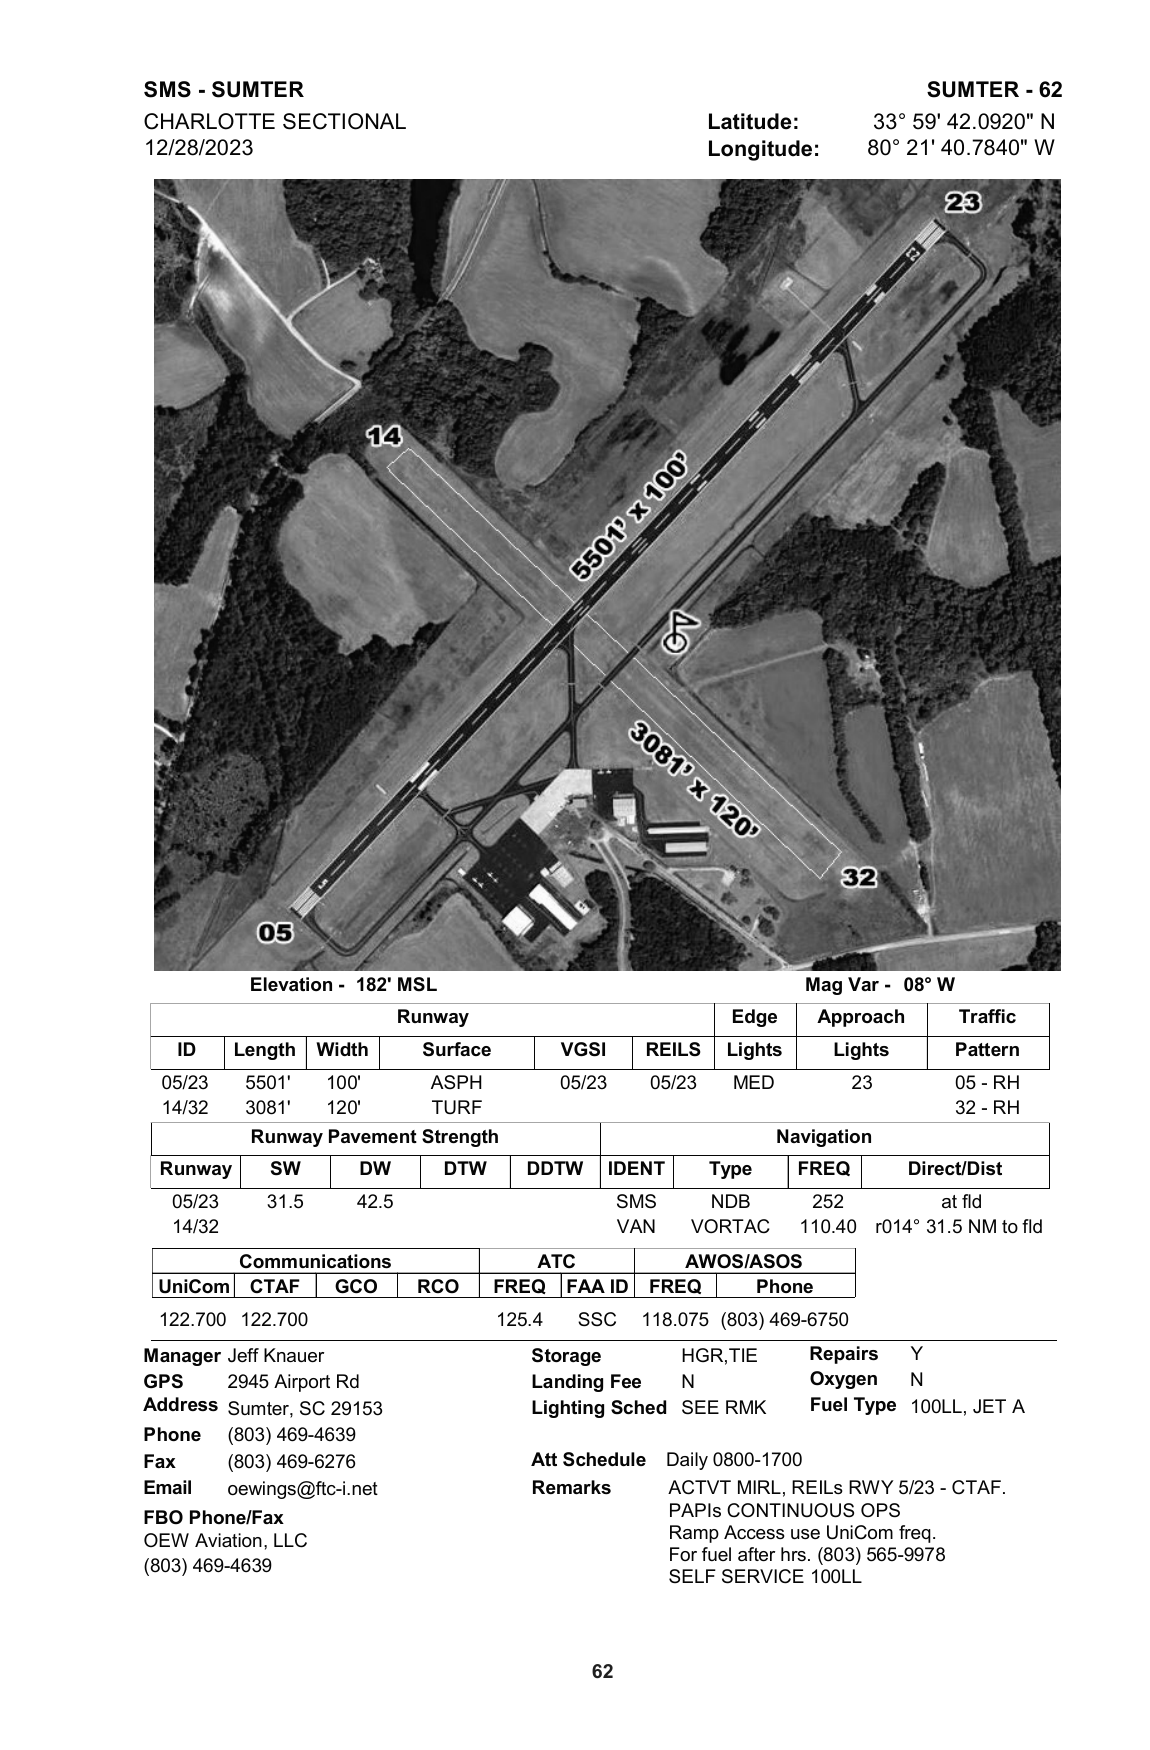 SMS - SUMTER SUMTER - 62
CHARLOTTE SECTIONAL Latitude: 33° 59' 42.0920" N
12/28/2023 Longitude: 80° 21' 40.7840" W
23
23
14
5501’ x 100’
3081’ x 120’
32
05
Elevation - 182' MSL Mag Var - 08° W
Runway Edge Approach Traffic
ID Length Width Surface VGSI REILS Lights Lights Pattern
05/23 5501' 100' ASPH 05/23 05/23 MED 23 05 - RH
14/32 3081' 120' TURF 32 - RH
Runway Pavement Strength Navigation
Runway SW DW DTW DDTW IDENT Type FREQ Direct/Dist
05/23 31.5 42.5 SMS NDB 252 at fld
14/32 VAN VORTAC 110.40 r014° 31.5 NM to fld
Communications ATC AWOS/ASOS
UniCom CTAF GCO RCO FREQ FAA ID FREQ Phone
122.700 122.700 125.4 SSC 118.075 (803) 469-6750
Manager Jeff Knauer Storage HGR,TIE Repairs Y
GPS 2945 Airport Rd Landing Fee N Oxygen N
Address Sumter, SC 29153 Lighting Sched SEE RMK Fuel Type 100LL, JET A
Phone (803) 469-4639
Fax (803) 469-6276 Att Schedule Daily 0800-1700
Email oewings@ftc-i.net Remarks ACTVT MIRL, REILs RWY 5/23 - CTAF.
FBO Phone/Fax PAPIs CONTINUOUS OPS
OEW Aviation, LLC Ramp Access use UniCom freq.
(803) 469-4639 For fuel after hrs. (803) 565-9978
SELF SERVICE 100LL
62